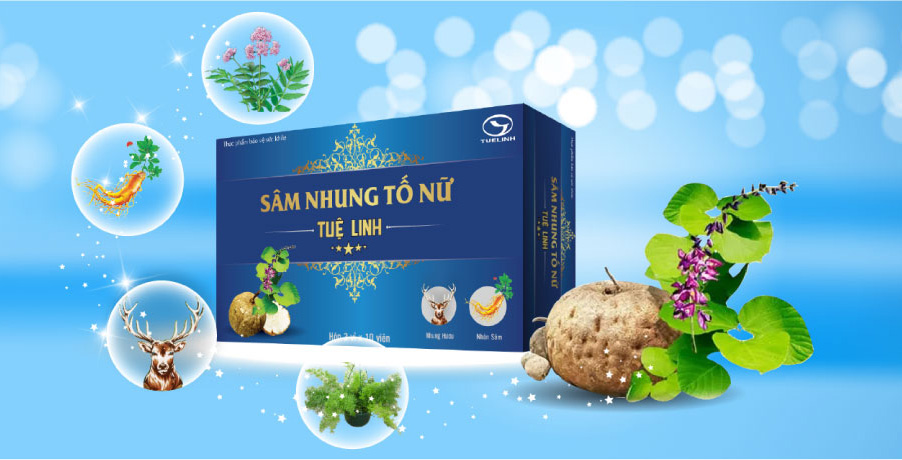 Thực phẩm bảo vệ sức khỏe
TUELINH
SÂM NHUNG TỐ NỮ
TUỆ LINH
Nhung Hươu
Nhân Sâm
Hộp 3 vỉ x 10 viên
SÂM NHUNG TỐ NỮ
TUỆ LINH